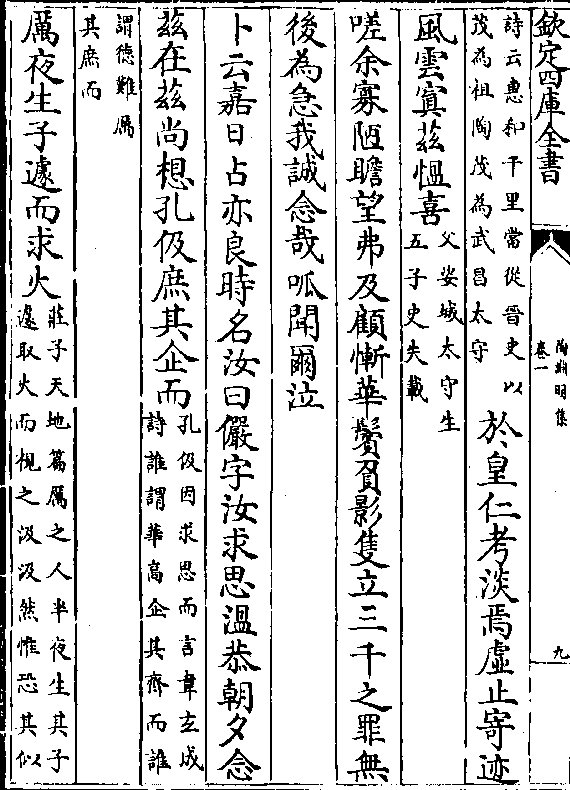 欽定四庫全書
陶淵明集
卷一
九
詩云惠和千里當從晉史以
茂為祖陶茂為武昌太守
於皇仁考淡焉虛止寄迹
風雲寘茲慍喜
父姿城太守生
五子史失載
嗟余寡陋瞻望弗及顧慚華鬢負影隻立三千之罪無
後為急我誠念哉呱聞爾泣
卜云嘉日占亦良時名汝曰儼字汝求思溫恭朝夕念
茲在茲尚想孔伋庶其企而
孔伋因求思而言韋玄成
詩誰謂華高企其齊而誰
謂德難厲
其庶而
厲夜生子遽而求火
莊子天地篇厲之人半夜生其子
遽取火而視之汲汲然惟恐其似